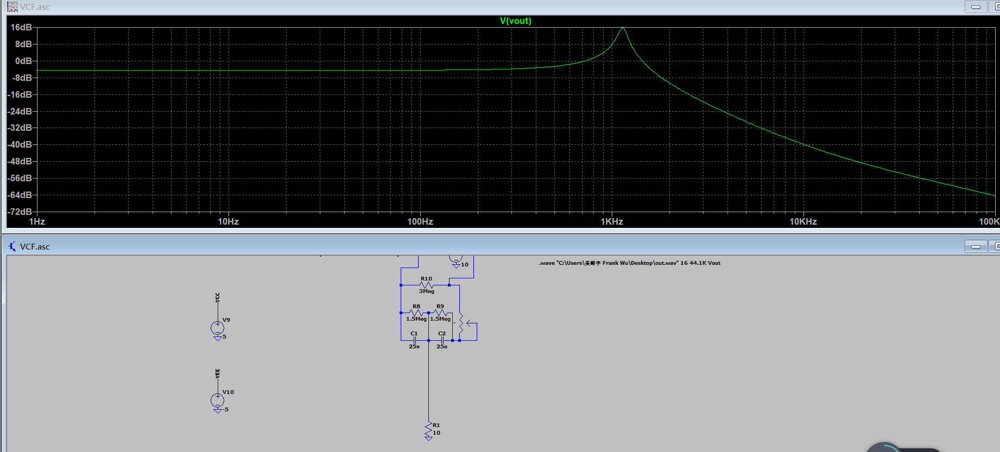 VCF.asc
V(vout)
16dB
8dB
0dB
-8dB
-16dB
-24dB
-32dB
-40dB
-48dB
-56dB
-64dB
-72dB
1Hz
10Hz
100Hz
1KHz
10KHz
100K
VCF.asc
10
.wave "C:\Users\吴昭宇 Frank Wu\Desktop\out.wav" 16 44.1K Vout
R10
3Meg
VCC
R8
R9
1.5Meg
1.5Meg
V9
5
C1
C2
25n
25n
VEE
V10
-5
R1
10